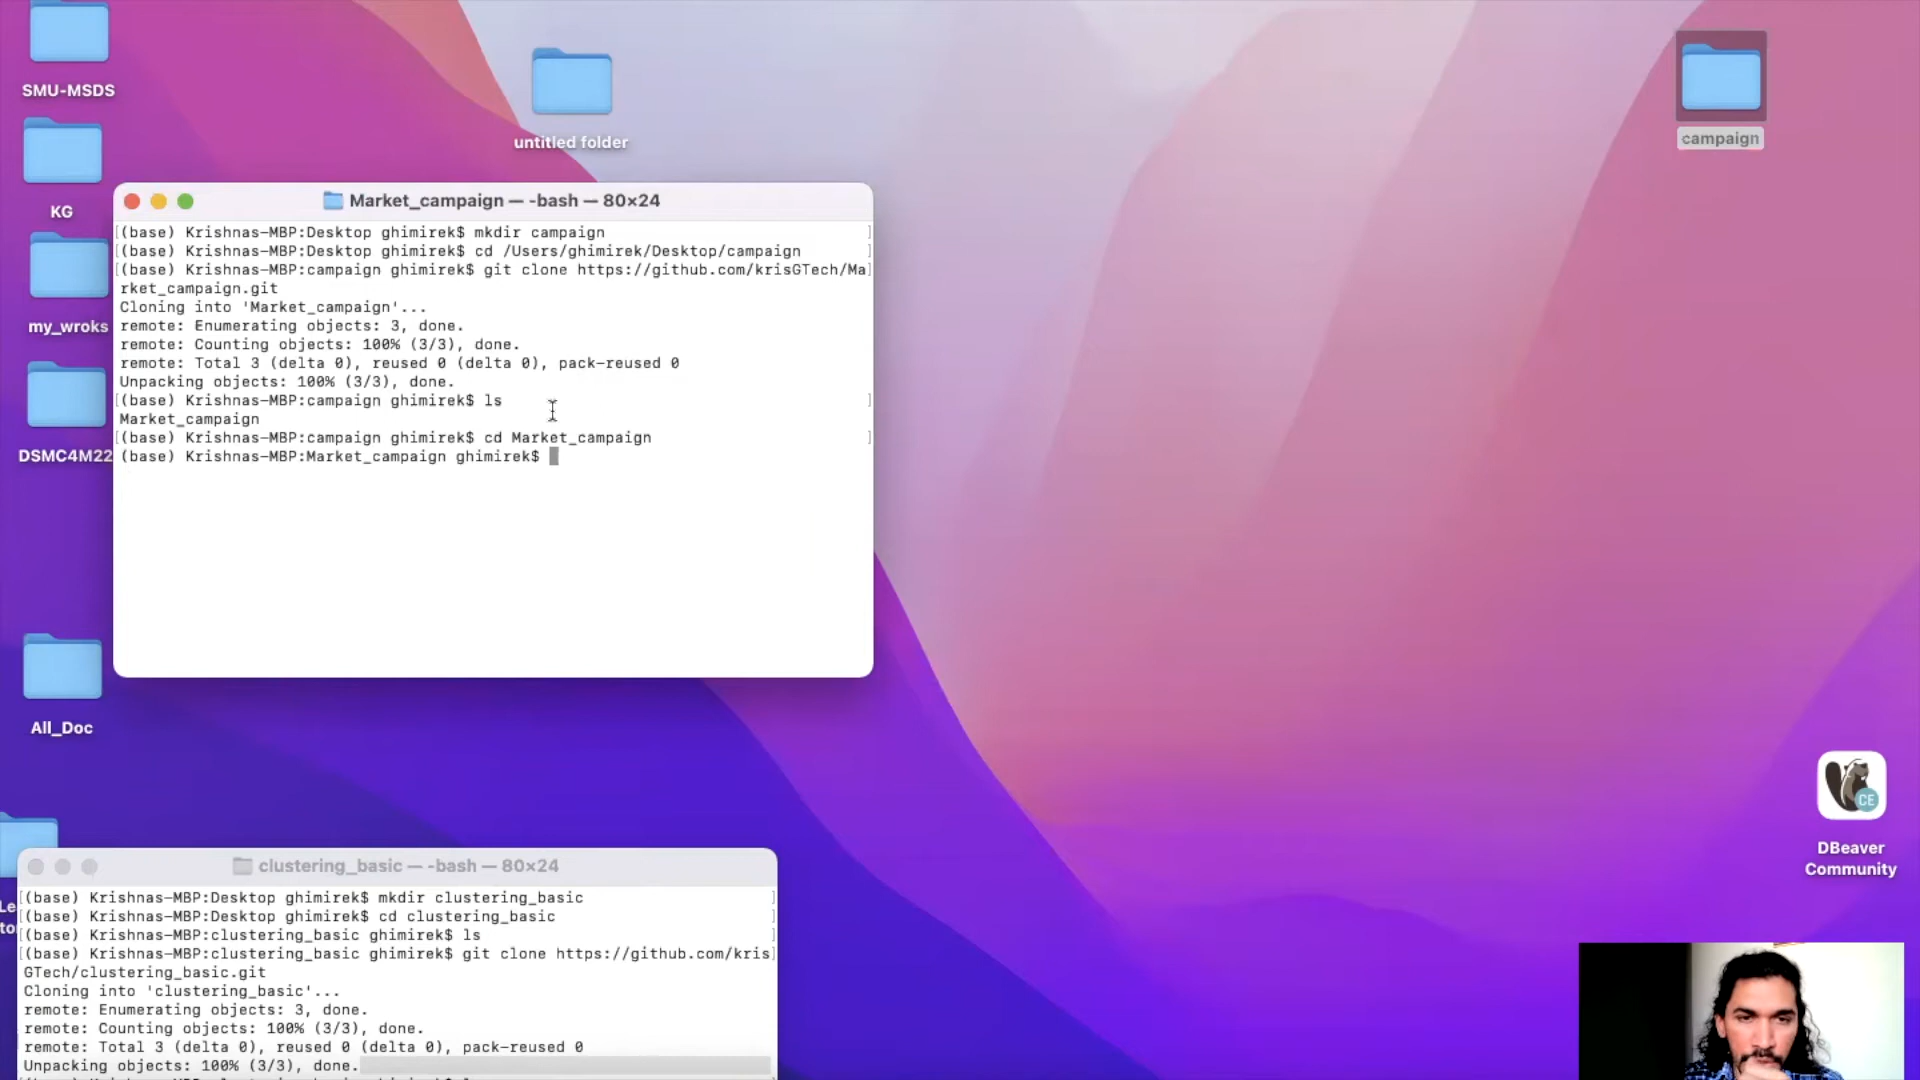 SMU-MSDS
untitled folder
campaign
KG
my_wroks
DSMC4M22
All_Doc
Market_campaign — -bash — 80×24
(base) Krishnas-MBP:Desktop ghimirek$ mkdir campaign
(base) Krishnas-MBP:Desktop ghimirek$ cd /Users/ghimirek/Desktop/campaign
(base) Krishnas-MBP:campaign ghimirek$ git clone https://github.com/krisGTech/Ma
rket_campaign.git
Cloning into 'Market_campaign'...
remote: Enumerating objects: 3, done.
remote: Counting objects: 100% (3/3), done.
remote: Total 3 (delta 0), reused 0 (delta 0), pack-reused 0
Unpacking objects: 100% (3/3), done.
(base) Krishnas-MBP:campaign ghimirek$ ls
Market_campaign
(base) Krishnas-MBP:campaign ghimirek$ cd Market_campaign
(base) Krishnas-MBP:Market_campaign ghimirek$
DBeaver
Community
CE
Le
to
clustering_basic — -bash — 80×24
(base) Krishnas-MBP:Desktop ghimirek$ mkdir clustering_basic
(base) Krishnas-MBP:Desktop ghimirek$ cd clustering_basic
(base) Krishnas-MBP:clustering_basic ghimirek$ ls
(base) Krishnas-MBP:clustering_basic ghimirek$ git clone https://github.com/kris
GTech/clustering_basic.git
Cloning into 'clustering_basic'...
remote: Enumerating objects: 3, done.
remote: Counting objects: 100% (3/3), done.
remote: Total 3 (delta 0), reused 0 (delta 0), pack-reused 0
Unpacking objects: 100% (3/3), done.